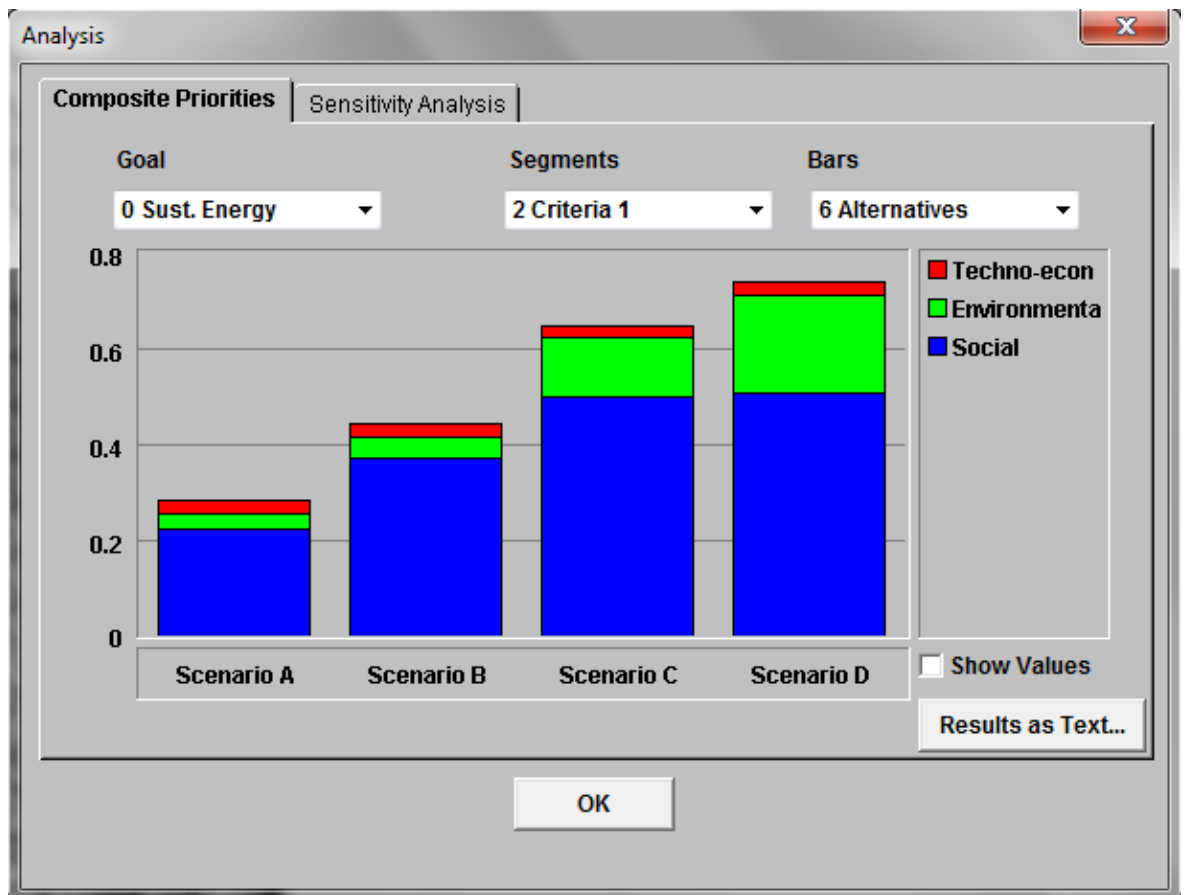 Analysis
X
Composite Priorities Sensitivity Analysis
Goal Segments Bars
0 Sust. Energy 2 Criteria 1 6 Alternatives
0.8
Techno-econ
Environmenta
Social
0.6
0.4
0.2
0
Scenario A Scenario B Scenario C Scenario D
Show Values
Results as Text...
OK